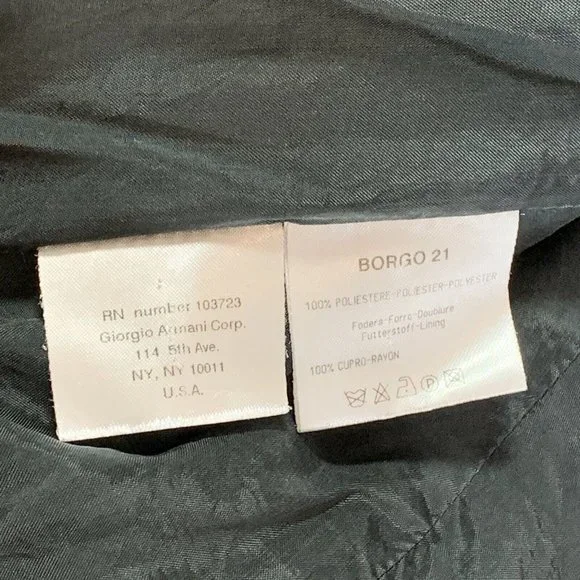 RN number 103723
Giorgio Armani Corp.
114 5th Ave.
NY, NY 10011
U.S.A.
BORGO 21
100% POLIESTERE-POLIESTER-POLYESTER
Fodera-Forro-Doublure
Futterstoff-Lining
100% CUPRO-RAYON